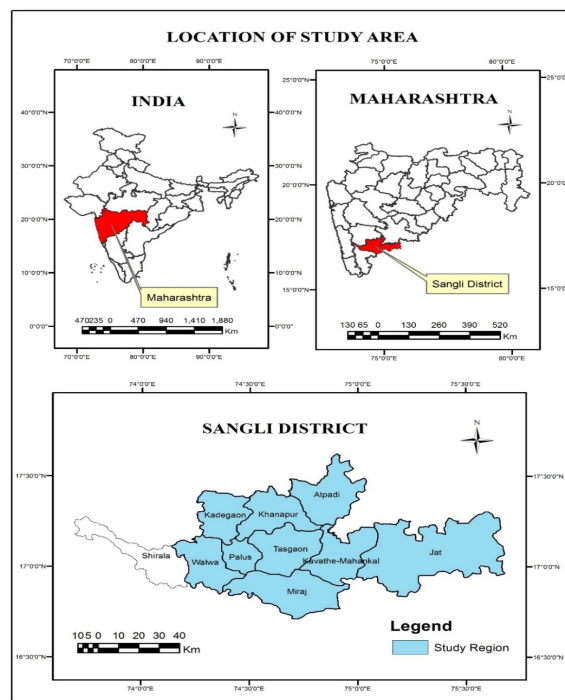 LOCATION OF STUDY AREA
70°0'0"E 80°0'0"E 90°0'0"E
INDIA
N
40°0'0"N
30°0'0"N
20°0'0"N
10°0'0"N
0°0'0"
40°0'0"N
30°0'0"N
20°0'0"N
10°0'0"N
0°0'0"
Maharashtra
470 235 0 470 940 1,410 1,880
Km
70°0'0"E 80°0'0"E 90°0'0"E
75°0'0"E 80°0'0"E
MAHARASHTRA
N
25°0'0"N
20°0'0"N
15°0'0"N
25°0'0"N
20°0'0"N
15°0'0"N
Sangli District
130 65 0 130 260 390 520
Km
75°0'0"E 80°0'0"E
74°0'0"E 74°30'0"E 75°0'0"E 75°30'0"E
SANGLI DISTRICT
N
17°30'0"N
17°0'0"N
16°30'0"N
17°30'0"N
17°0'0"N
16°30'0"N
Atpadi
Kadegaon
Khanapur
Shirala
Walwa
Palus
Tasgaon
Kavathe-Mahankal
Jat
Miraj
10 5 0 10 20 30 40
Km
Legend
Study Region
74°0'0"E 74°30'0"E 75°0'0"E 75°30'0"E